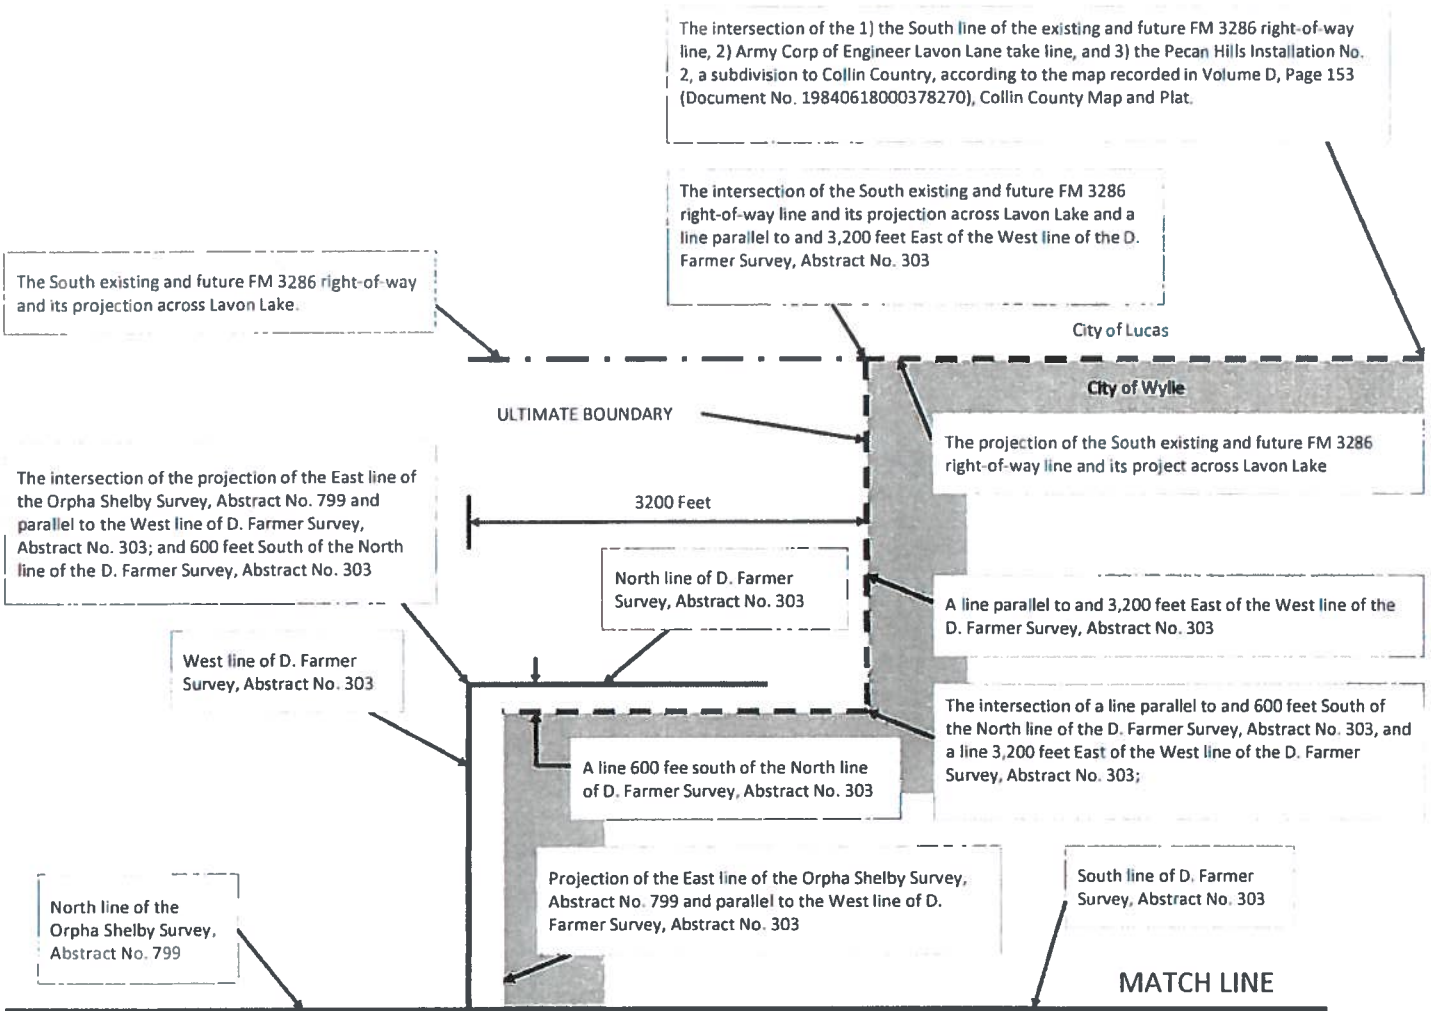 The intersection of the 1) the South line of the existing and future FM 3286 right-of-way
line, 2) Army Corp of Engineer Lavon Lane take line, and 3) the Pecan Hills Installation No.
2, a subdivision to Collin Country, according to the map recorded in Volume D, Page 153
(Document No. 19840618000378270), Collin County Map and Plat.
The intersection of the South existing and future FM 3286
right-of-way line and its projection across Lavon Lake and a
line parallel to and 3,200 feet East of the West line of the D.
Farmer Survey, Abstract No. 303
The South existing and future FM 3286 right-of-way
and its projection across Lavon Lake.
City of Lucas
City of Wylie
ULTIMATE BOUNDARY
The projection of the South existing and future FM 3286
right-of-way line and its project across Lavon Lake
The intersection of the projection of the East line of
the Orpha Shelby Survey, Abstract No. 799 and
parallel to the West line of D. Farmer Survey,
Abstract No. 303; and 600 feet South of the North
line of the D. Farmer Survey, Abstract No. 303
3200 Feet
North line of D. Farmer
Survey, Abstract No. 303
A line parallel to and 3,200 feet East of the West line of the
D. Farmer Survey, Abstract No. 303
West line of D. Farmer
Survey, Abstract No. 303
The intersection of a line parallel to and 600 feet South of
the North line of the D. Farmer Survey, Abstract No. 303, and
a line 3,200 feet East of the West line of the D. Farmer
Survey, Abstract No. 303;
A line 600 fee south of the North line
of D. Farmer Survey, Abstract No. 303
Projection of the East line of the Orpha Shelby Survey,
Abstract No. 799 and parallel to the West line of D.
Farmer Survey, Abstract No. 303
South line of D. Farmer
Survey, Abstract No. 303
North line of the
Orpha Shelby Survey,
Abstract No. 799
MATCH LINE